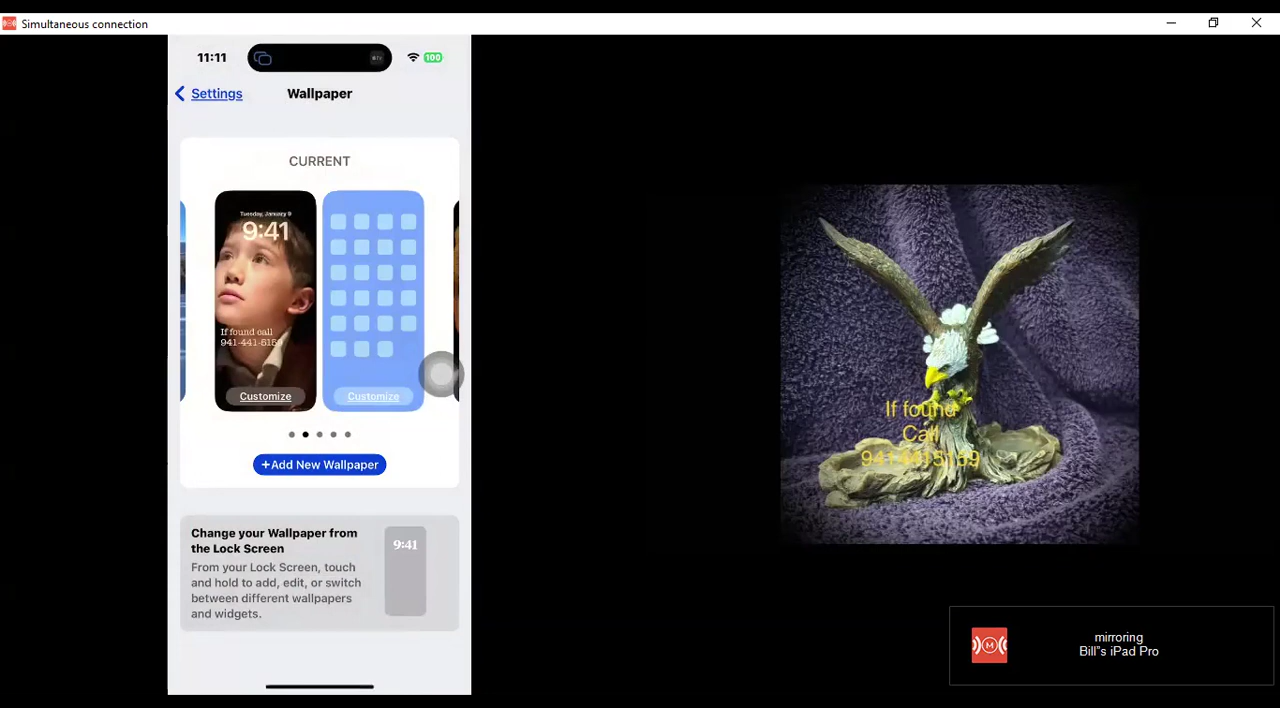 Simultaneous connection
11:11
100
Settings
Wallpaper
CURRENT
Tuesday, January 9
9:41
If found call
941-441-5159
Customize
Customize
+Add New Wallpaper
Change your Wallpaper from
the Lock Screen
From your Lock Screen, touch
and hold to add, edit, or switch
between different wallpapers
and widgets.
9:41
If found
Call
9414415159
mirroring
Bill"s iPad Pro